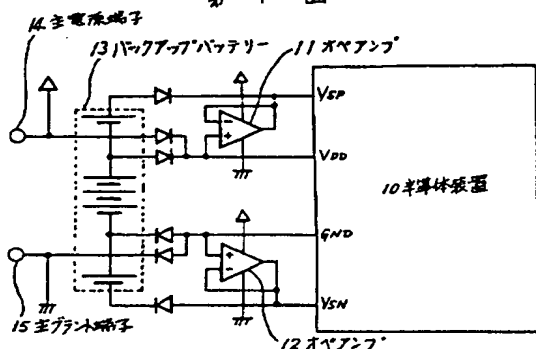 第1図
14主電源端子
13バックアップバッテリー
11オペアンプ
VSP
VDD
10半導体装置
GND
VSN
15主グランド端子
12オペアンプ